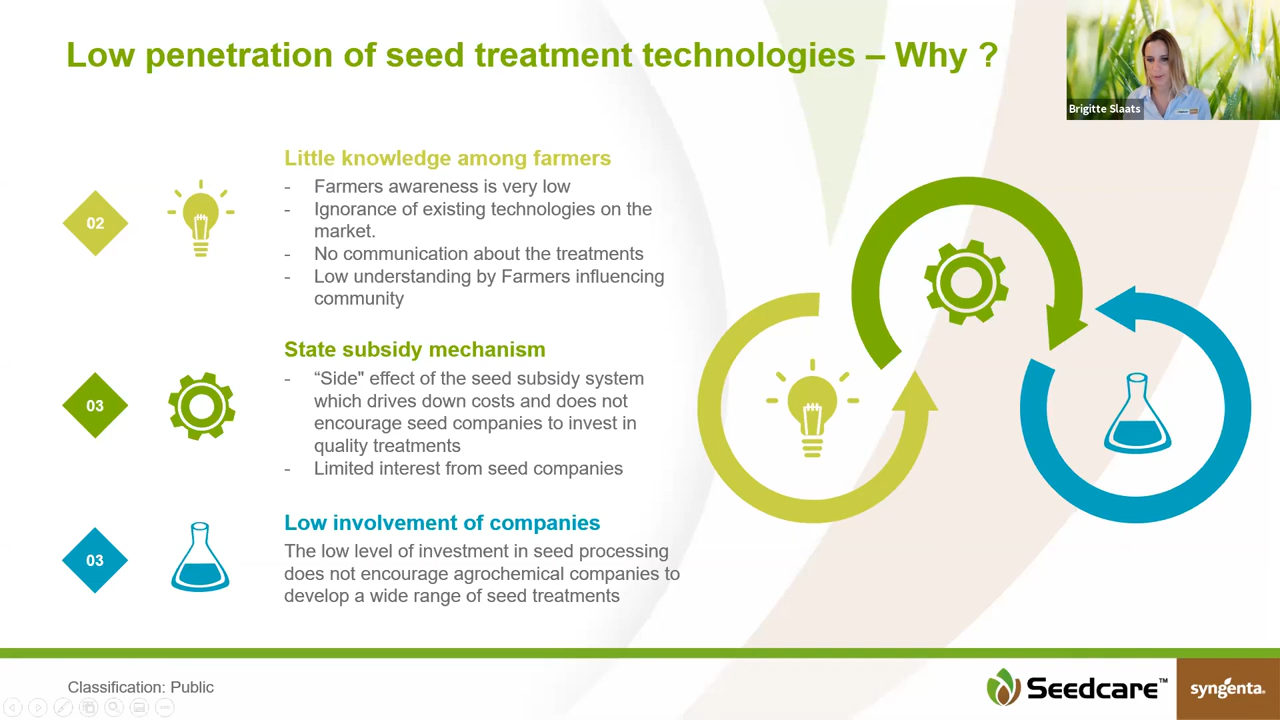 Low penetration of seed treatment technologies – Why ?
Brigitte Slaats
02
Little knowledge among farmers
- Farmers awareness is very low
- Ignorance of existing technologies on the
market.
- No communication about the treatments
- Low understanding by Farmers influencing
community
03
State subsidy mechanism
- “Side" effect of the seed subsidy system
which drives down costs and does not
encourage seed companies to invest in
quality treatments
- Limited interest from seed companies
03
Low involvement of companies
The low level of investment in seed processing
does not encourage agrochemical companies to
develop a wide range of seed treatments
Classification: Public
Seedcare™
syngenta.